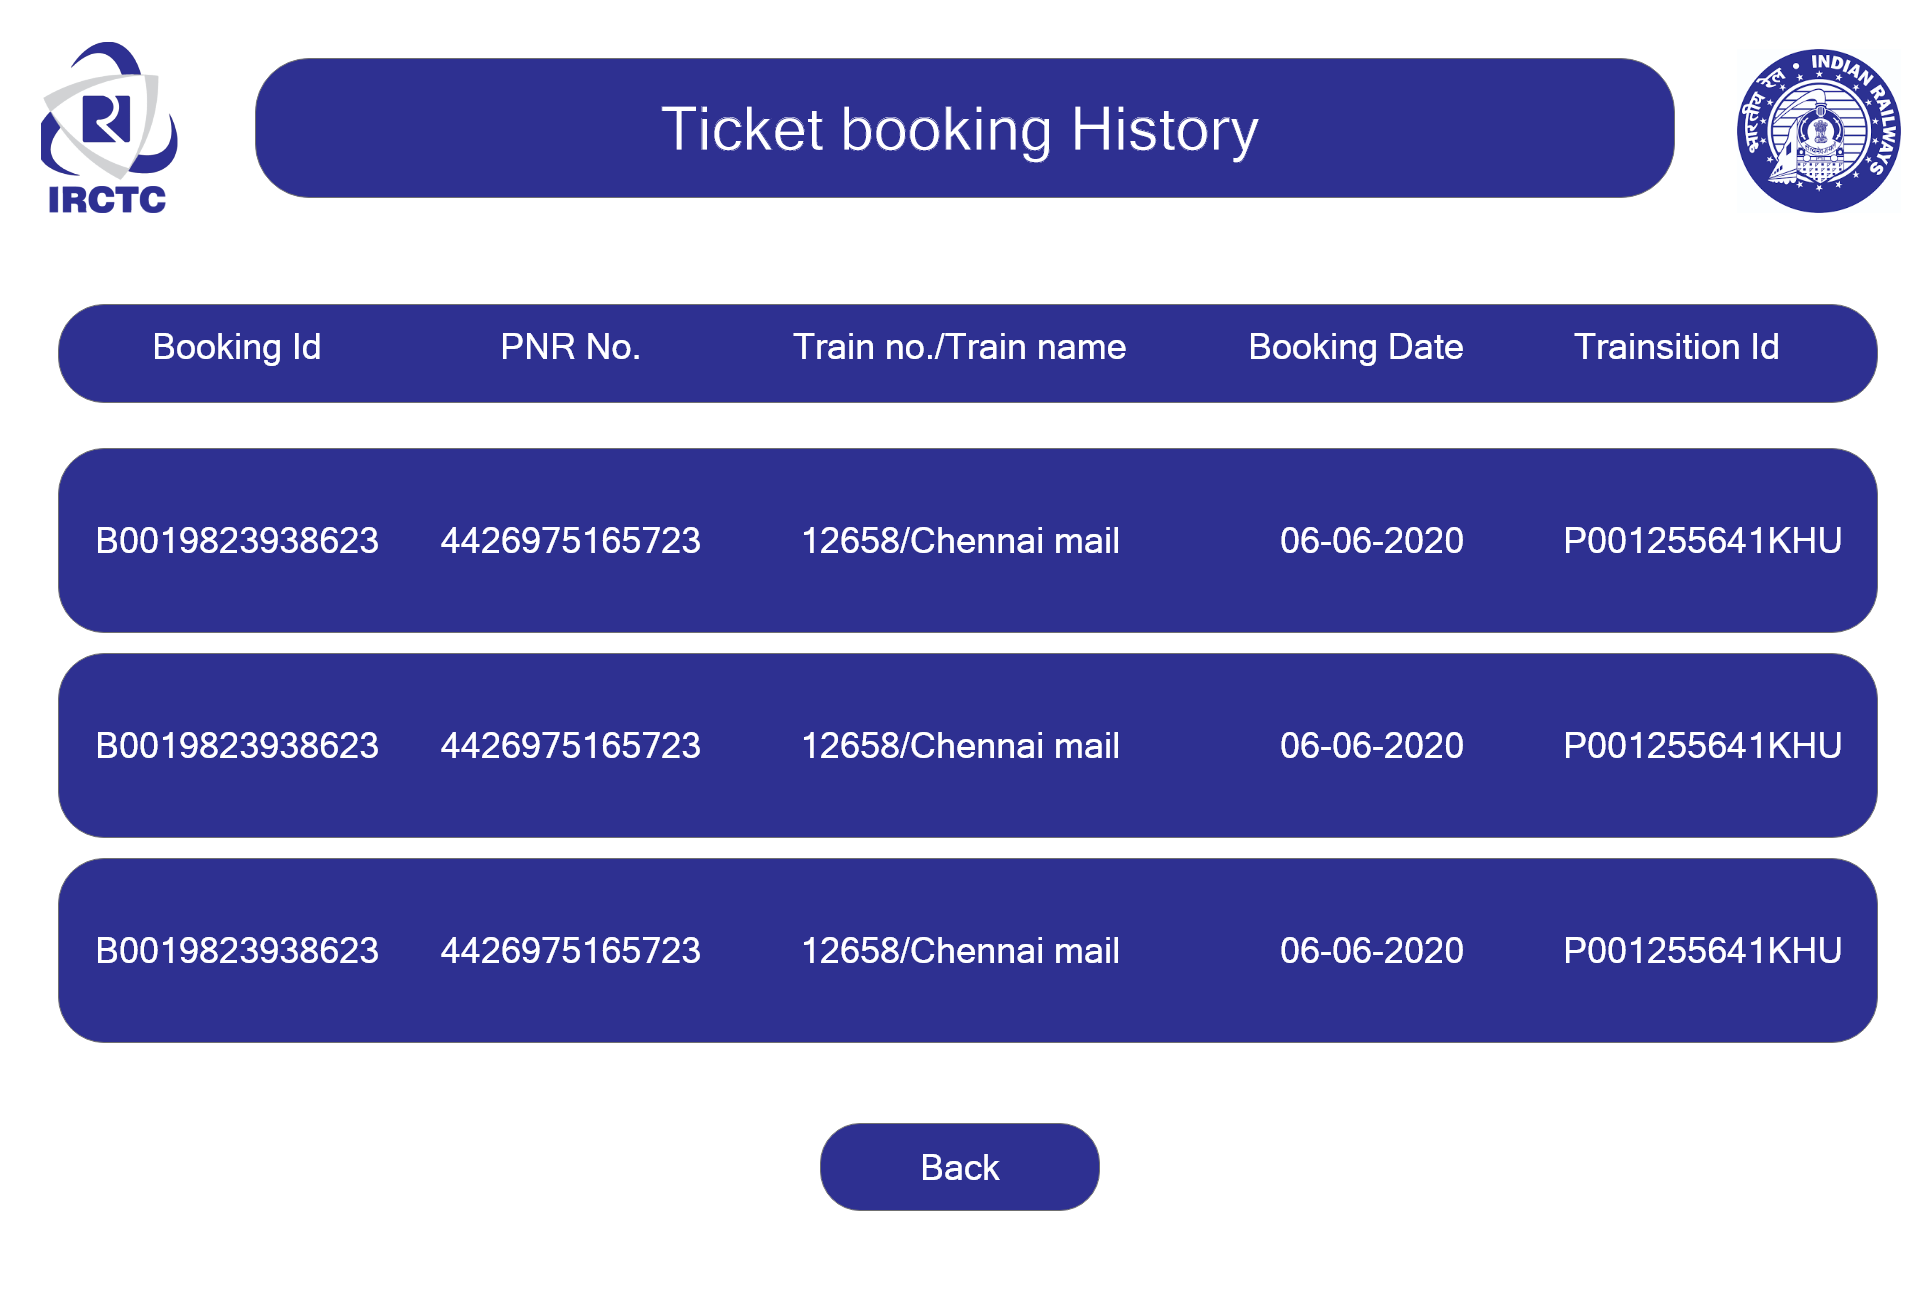 IRCTC
Ticket booking History
भारतीय रेल • INDIAN RAILWAYS
Booking Id PNR No. Train no./Train name Booking Date Trainsition Id
B0019823938623 4426975165723 12658/Chennai mail 06-06-2020 P001255641KHU
B0019823938623 4426975165723 12658/Chennai mail 06-06-2020 P001255641KHU
B0019823938623 4426975165723 12658/Chennai mail 06-06-2020 P001255641KHU
Back